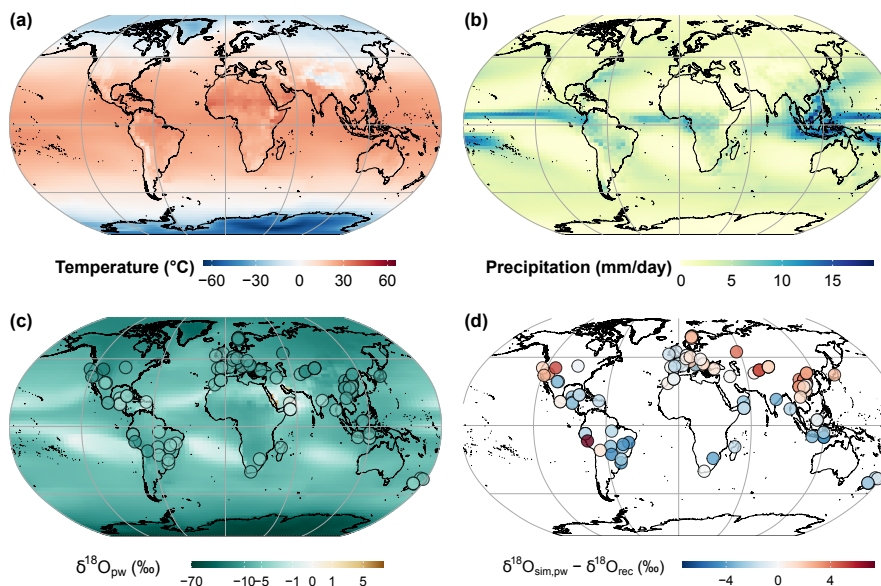 (a)
(b)
Temperature (°C)
−60 −30 0 30 60
Precipitation (mm/day)
0 5 10 15
(c)
(d)
δ¹⁸Opw (‰)
−70 −10 −5 −1 0 1 5
δ¹⁸Osim,pw − δ¹⁸Orec (‰)
−4 0 4